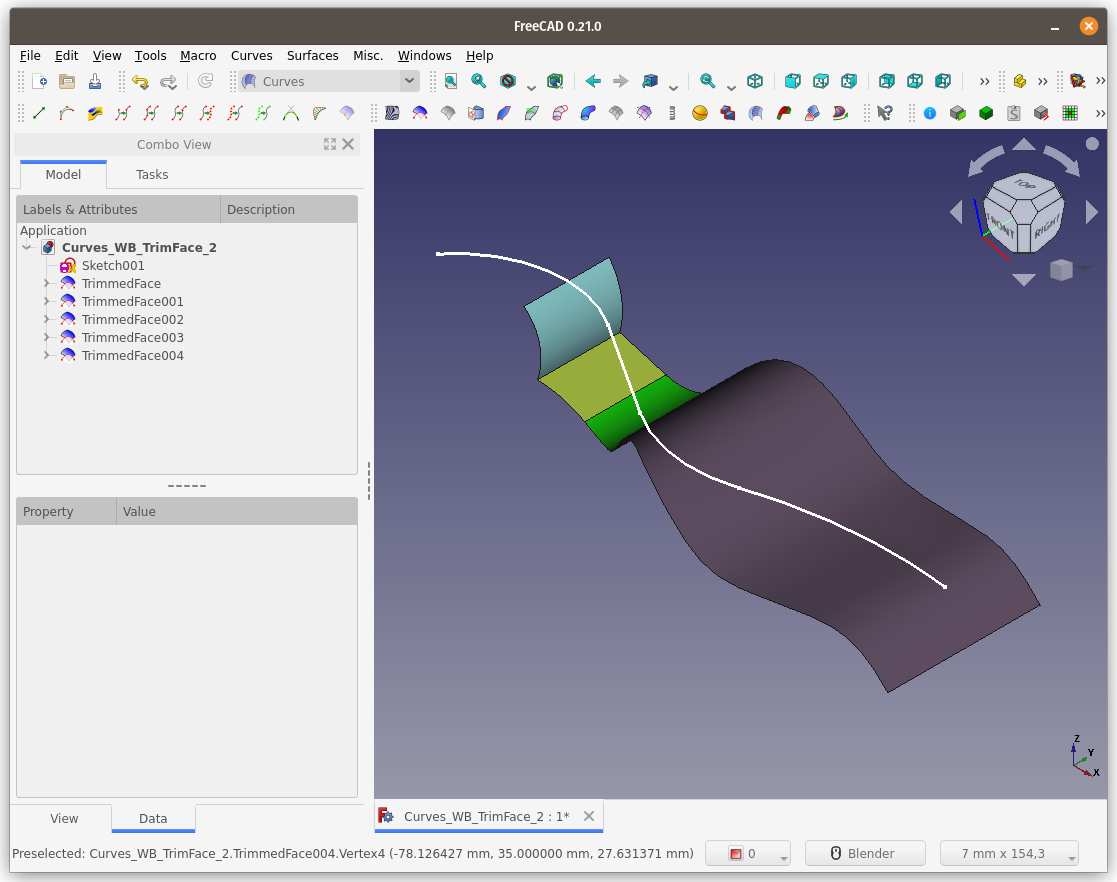 FreeCAD 0.21.0
File Edit View Tools Macro Curves Surfaces Misc. Windows Help
Curves
Combo View
Model Tasks
Labels & Attributes Description
Application
Curves_WB_TrimFace_2
Sketch001
TrimmedFace
TrimmedFace001
TrimmedFace002
TrimmedFace003
TrimmedFace004
Property Value
View Data
TOP
FRONT RIGHT
Z
Y
X
Curves_WB_TrimFace_2 : 1*
Preselected: Curves_WB_TrimFace_2.TrimmedFace004.Vertex4 (-78.126427 mm, 35.000000 mm, 27.631371 mm) 0 Blender 7 mm x 154,3